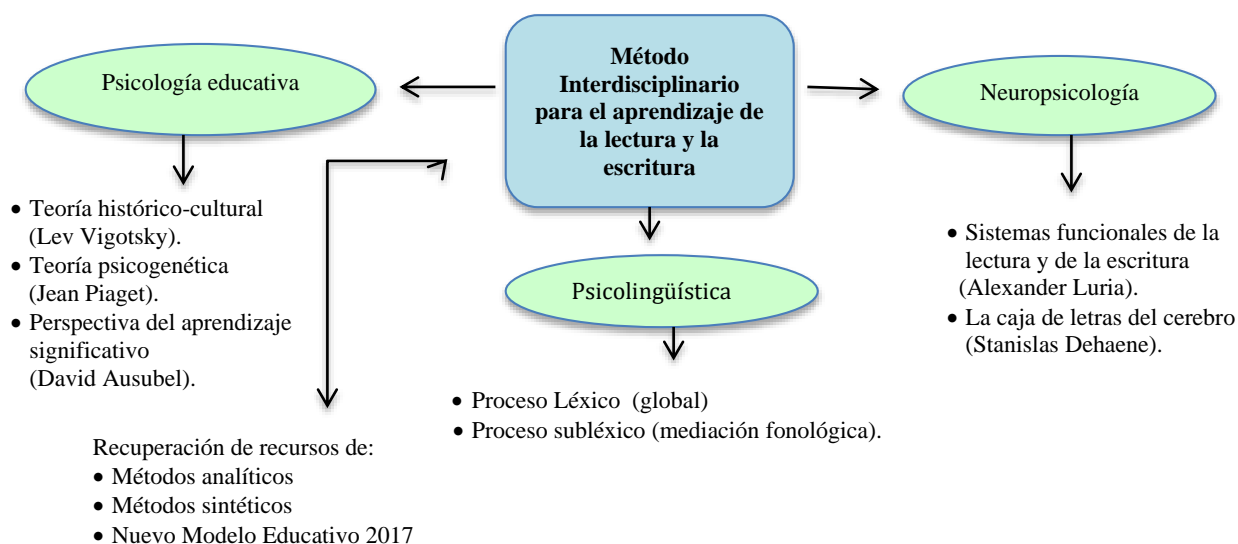 Método
Interdisciplinario
para el aprendizaje de
la lectura y la
escritura
Psicología educativa
• Teoría histórico-cultural
(Lev Vigotsky).
• Teoría psicogenética
(Jean Piaget).
• Perspectiva del aprendizaje
significativo
(David Ausubel).
Recuperación de recursos de:
• Métodos analíticos
• Métodos sintéticos
• Nuevo Modelo Educativo 2017
Psicolingüística
• Proceso Léxico (global)
• Proceso subléxico (mediación fonológica).
Neuropsicología
• Sistemas funcionales de la
lectura y de la escritura
(Alexander Luria).
• La caja de letras del cerebro
(Stanislas Dehaene).